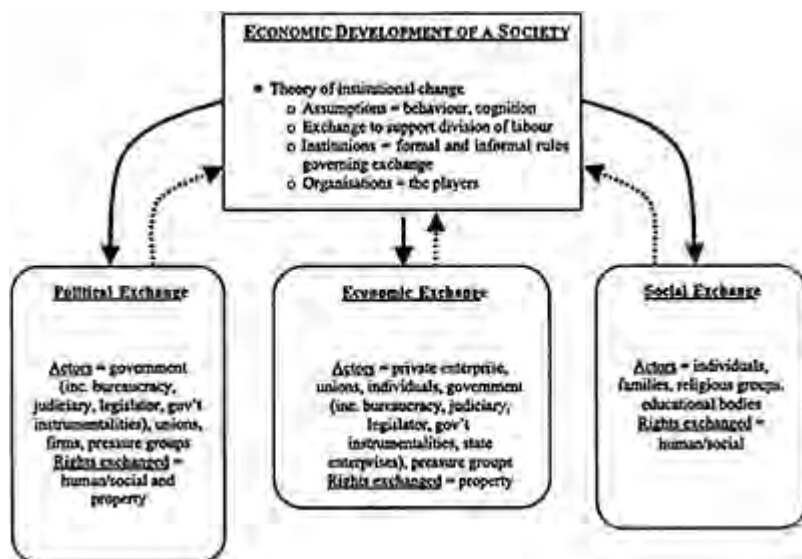 ECONOMIC DEVELOPMENT OF A SOCIETY
Theory of institutional change
o Assumptions = behaviour, cognition
o Exchange to support division of labour
o Institutions = formal and informal rules
governing exchange
o Organisations = the players
Political Exchange
Actors = government
(inc. bureaucracy,
judiciary, legislator, gov't
instrumentalities), unions,
firms, pressure groups
Rights exchanged =
human/social and
property
Economic Exchange
Actors = private enterprise,
unions, individuals, government
(inc. bureaucracy, judiciary,
legislator, gov't
instrumentalities, state
enterprises), pressure groups
Rights exchanged = property
Social Exchange
Actors = individuals,
families, religious groups,
educational bodies
Rights exchanged =
human/social